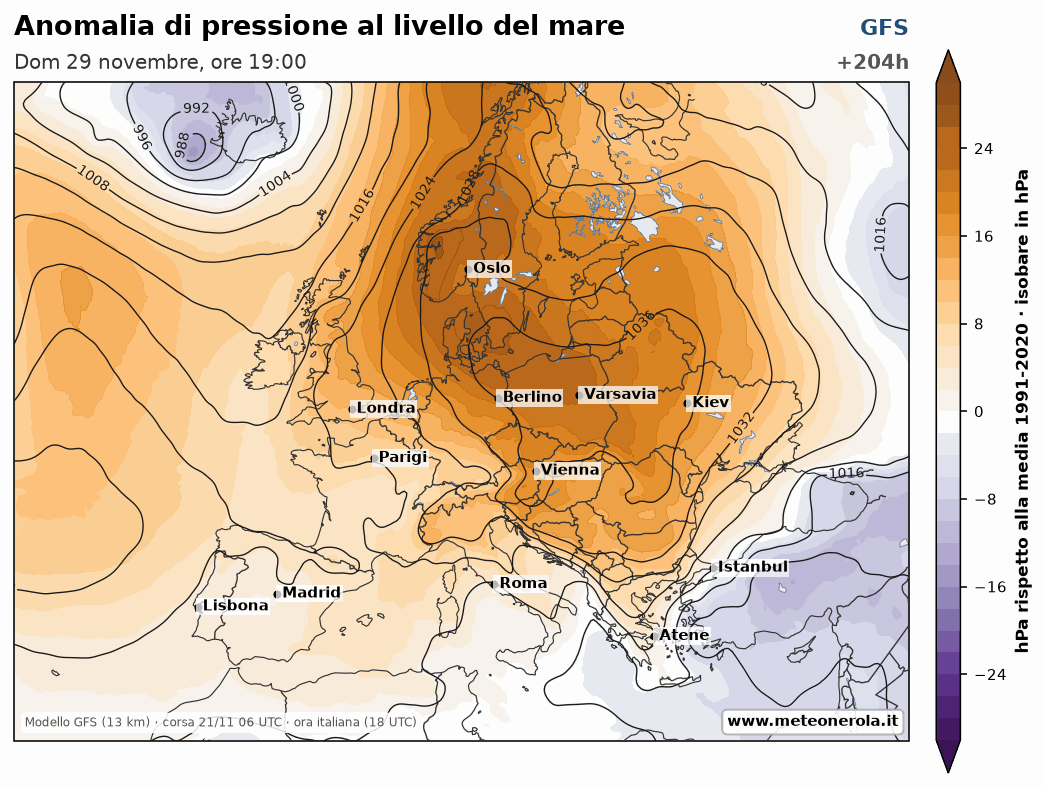 Anomalia di pressione al livello del mare
GFS
Dom 29 novembre, ore 19:00
+204h
1000
992
996
988
1008
1004
1016
1024
1028
1016
Oslo
1036
Londra
Berlino
Varsavia
Kiev
1032
Parigi
Vienna
1016
Istanbul
Roma
Madrid
Lisbona
Atene
Modello GFS (13 km) · corsa 21/11 06 UTC · ora italiana (18 UTC)
www.meteonerola.it
24
16
8
0
−8
−16
−24
hPa rispetto alla media 1991-2020 · isobare in hPa